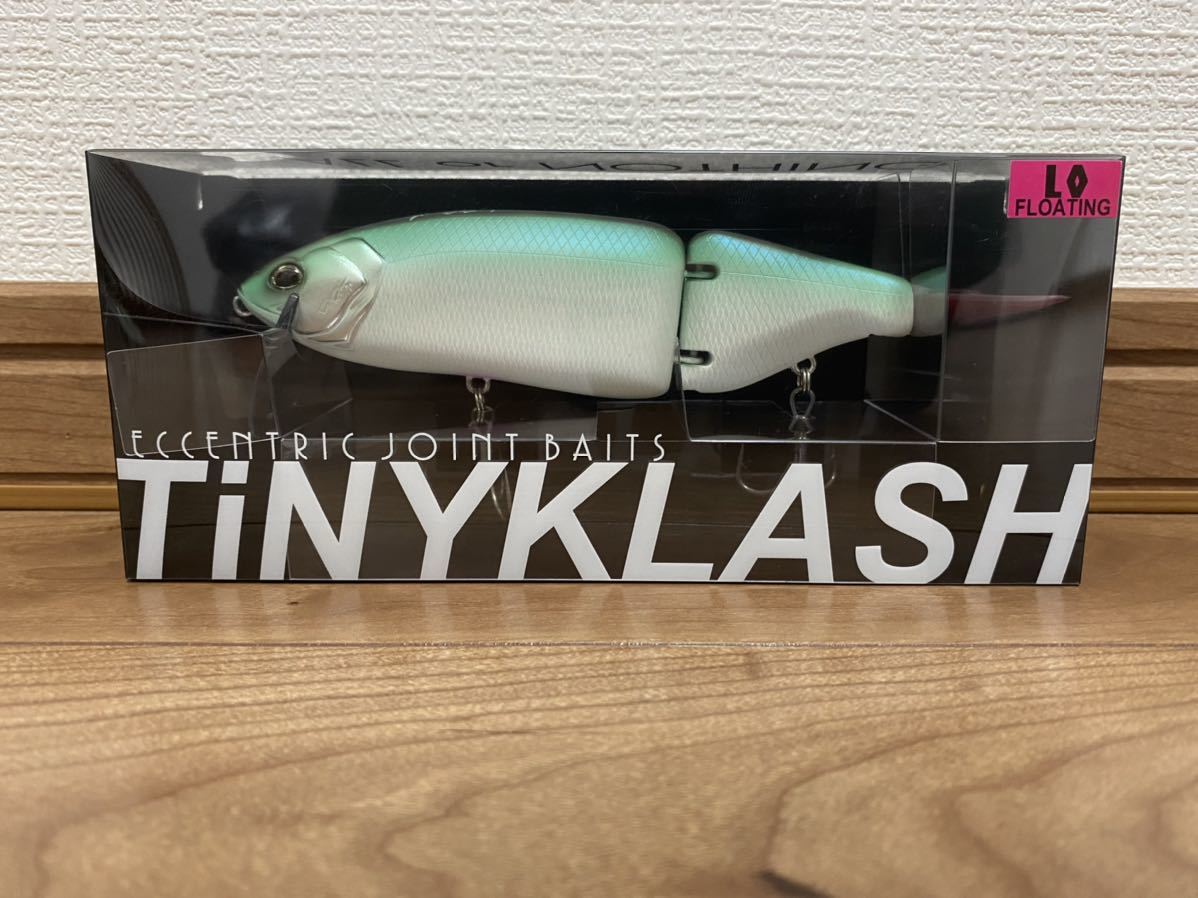 LO
FLOATING
ECCENTRIC JOINT BAITS
TiNYKLASH